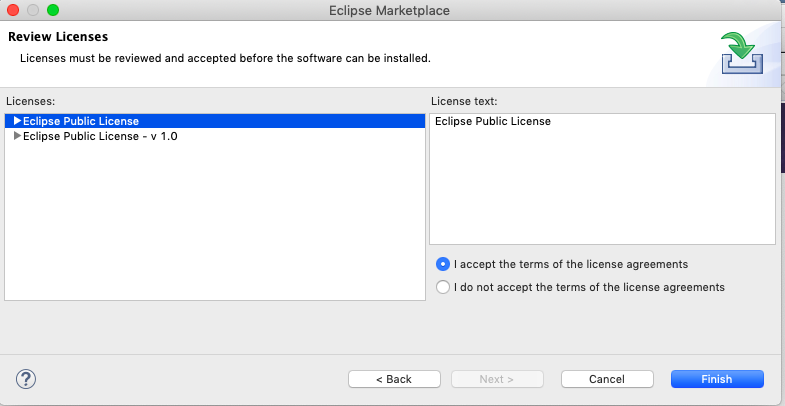 Eclipse Marketplace
Review Licenses
Licenses must be reviewed and accepted before the software can be installed.
Licenses:
License text:
Eclipse Public License
Eclipse Public License - v 1.0
Eclipse Public License
I accept the terms of the license agreements
I do not accept the terms of the license agreements
?
< Back
Next >
Cancel
Finish